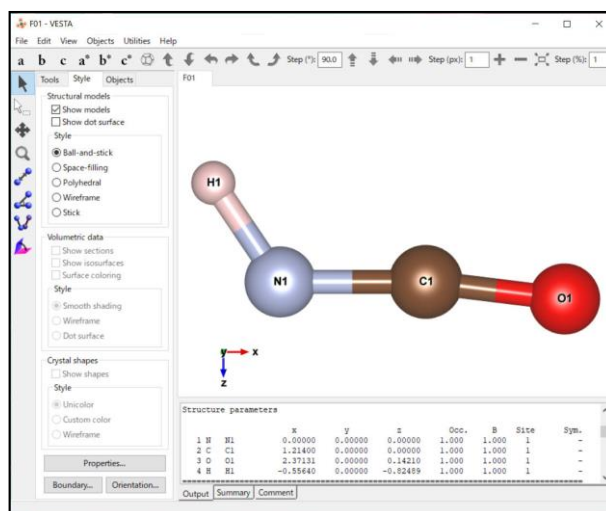 F01 - VESTA
File Edit View Objects Utilities Help
a b c a* b* c* Step (°): 90.0 Step (px): 1 Step (%): 1
Tools Style Objects
F01
Structural models
Show models
Show dot surface
Style
Ball-and-stick
Space-filling
Polyhedral
Wireframe
Stick
Volumetric data
Show sections
Show isosurfaces
Surface coloring
Style
Smooth shading
Wireframe
Dot surface
Crystal shapes
Show shapes
Style
Unicolor
Custom color
Wireframe
Properties...
Boundary... Orientation...
H1
N1
C1
O1
y x
z
Structure parameters
x y z Occ. B Site Sym.
1 N N1 0.00000 0.00000 0.00000 1.000 1.000 1 -
2 C C1 1.21400 0.00000 0.00000 1.000 1.000 1 -
3 O O1 2.37131 0.00000 0.14210 1.000 1.000 1 -
4 H H1 -0.55640 0.00000 -0.82489 1.000 1.000 1 -
Output Summary Comment